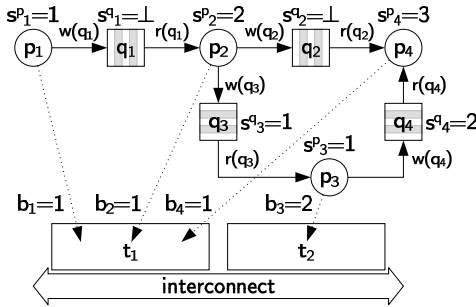 s^p_1=1 s^q_1=⊥ s^p_2=2 s^q_2=⊥ s^p_4=3
p_1 w(q_1) q_1 r(q_1) p_2 w(q_2) q_2 r(q_2) p_4
w(q_3) r(q_4)
q_3 s^q_3=1 q_4 s^q_4=2
r(q_3) s^p_3=1 w(q_4)
p_3
b_1=1 b_2=1 b_4=1 b_3=2
t_1 t_2
interconnect